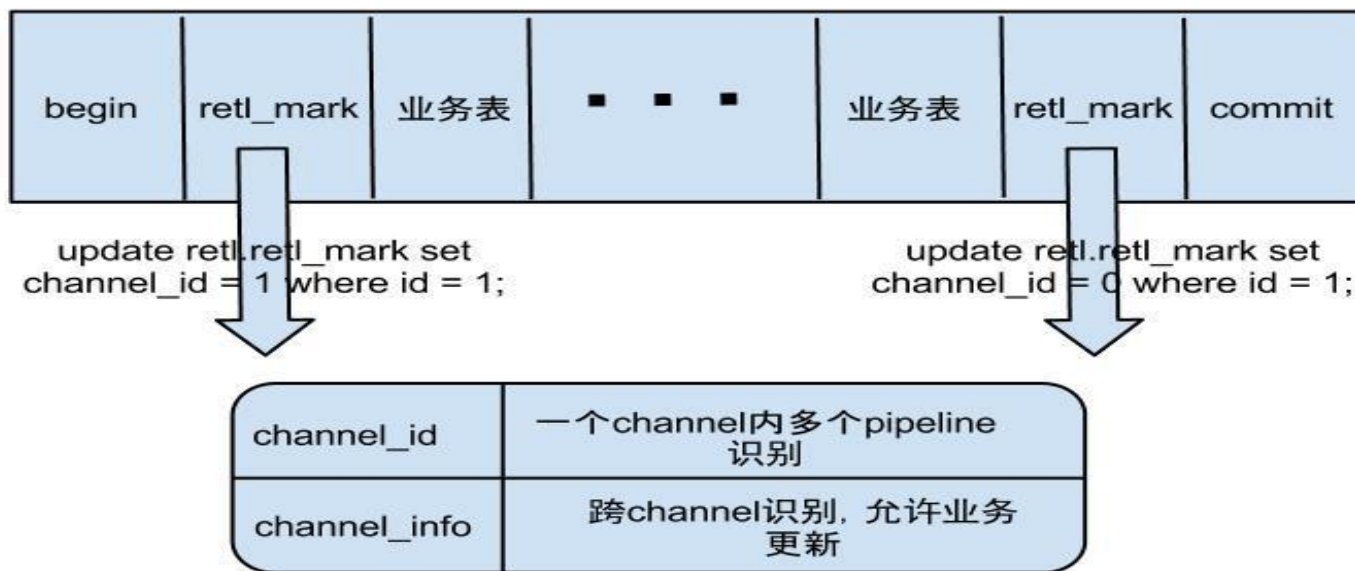 begin retl_mark 业务表 ▪ ▪ ▪ 业务表 retl_mark commit
update retl.retl_mark set
channel_id = 1 where id = 1;
update retl.retl_mark set
channel_id = 0 where id = 1;
channel_id
一个channel内多个pipeline
识别
channel_info
跨channel识别, 允许业务
更新